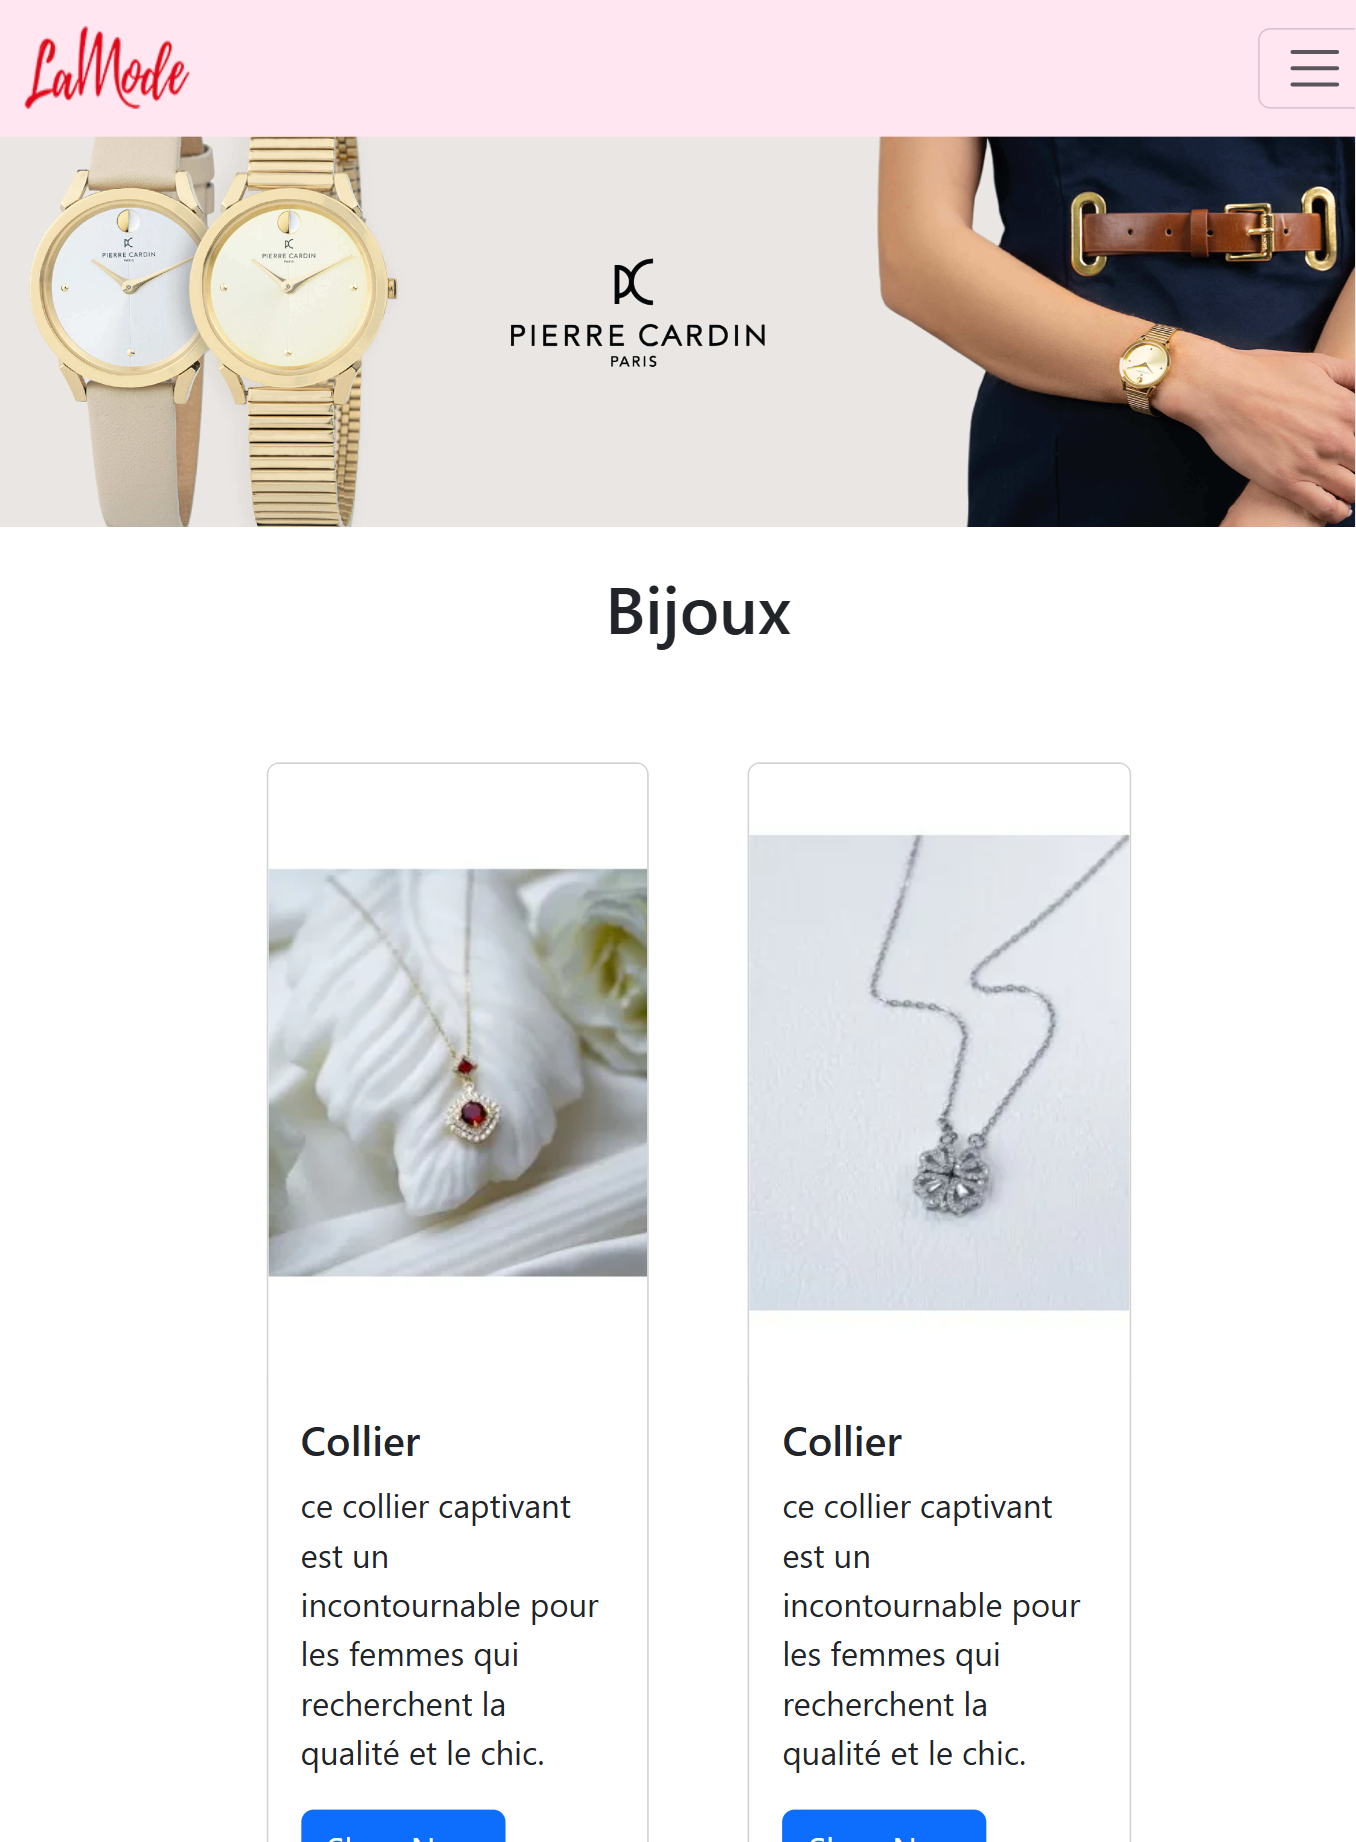 LaMode
PIERRE CARDIN
PARIS
PIERRE CARDIN
PARIS
PIERRE CARDIN
PARIS
Bijoux
Collier
ce collier captivant
est un
incontournable pour
les femmes qui
recherchent la
qualité et le chic.
Collier
ce collier captivant
est un
incontournable pour
les femmes qui
recherchent la
qualité et le chic.